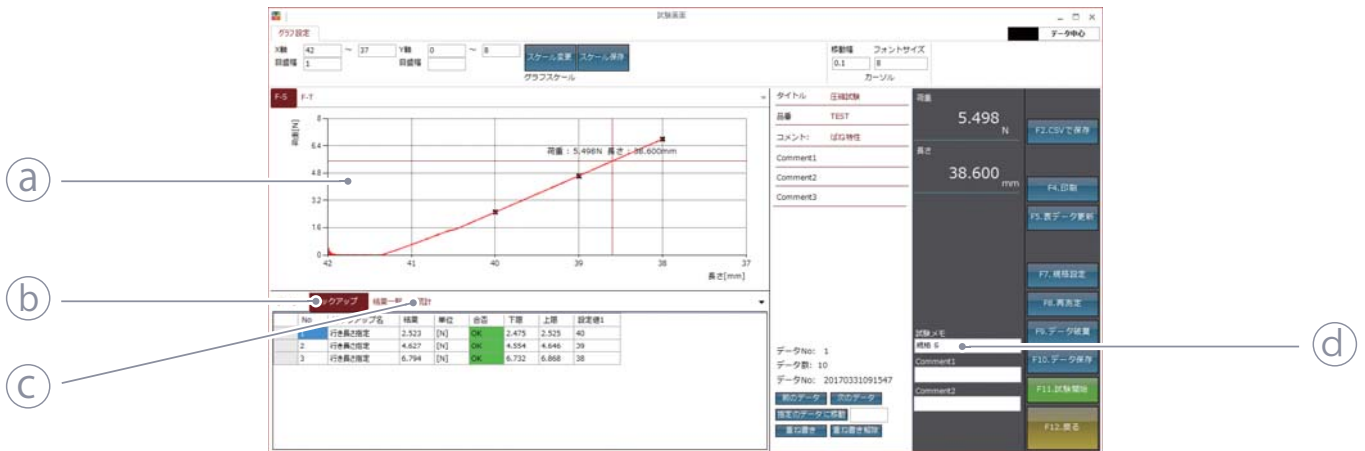 試験画面
グラフ設定
データ中心
X軸 42 ~ 37 Y軸 0 ~ 8
目盛幅 1 目盛幅
スケール変更 スケール保存
グラフスケール
移動幅 フォントサイズ
0.1 8
カーソル
F-S F-T
荷重[N]
8
6.4
4.8
3.2
1.6
0
荷重 : 5.498N 長さ : 38.600mm
42 41 40 39 38 37
長さ[mm]
タイトル 圧縮試験
品番 TEST
コメント: ばね特性
Comment1
Comment2
Comment3
荷重
5.498 N
長さ
38.600 mm
F2.CSVで保存
F4.印刷
F5.表データ更新
F7.規格設定
F8.再測定
F9.データ破棄
F10.データ保存
F11.試験開始
F12.戻る
ックアップ 結果一 計
No クアップ名 結果 単位 合否 下限 上限 設定値1
1 行き長さ指定 2.523 [N] OK 2.475 2.525 40
2 行き長さ指定 4.627 [N] OK 4.554 4.646 39
3 行き長さ指定 6.794 [N] OK 6.732 6.868 38
データNo: 1
データ数: 10
データNo: 20170331091547
前のデータ 次のデータ
指定のデータに移動
重ね書き 重ね書き解除
試験メモ
規格 G
Comment1
Comment2
a
b
c
d